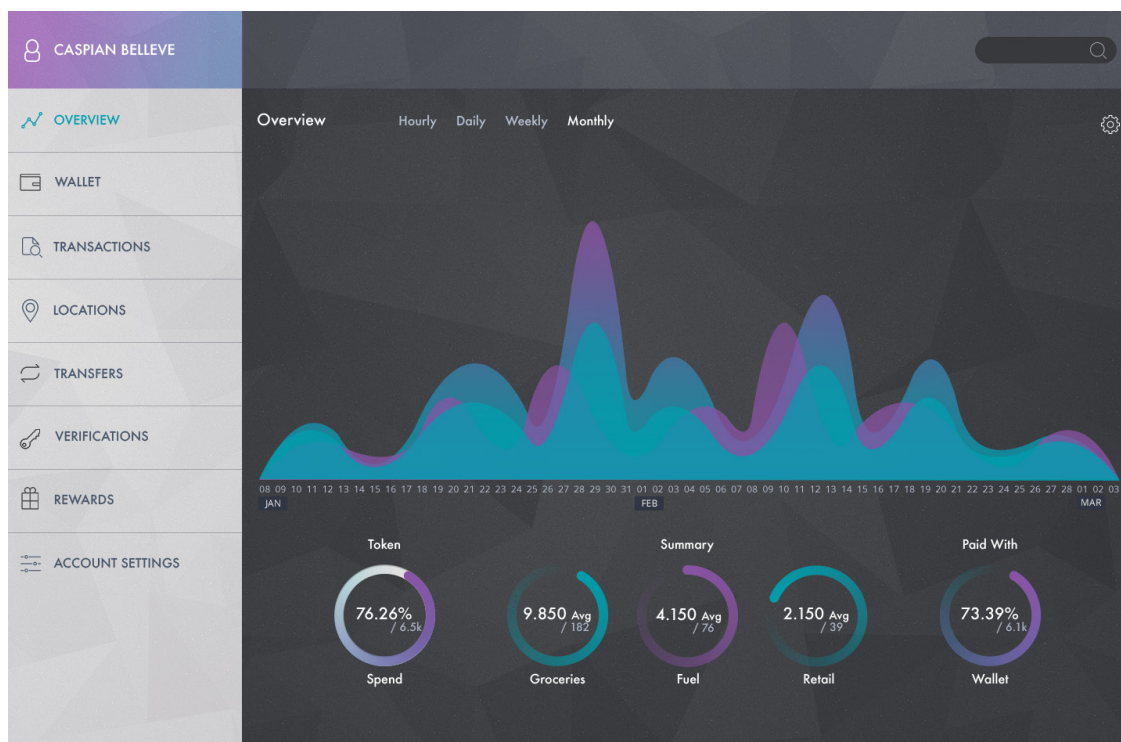 CASPIAN BELLEVE
OVERVIEW
WALLET
TRANSACTIONS
LOCATIONS
TRANSFERS
VERIFICATIONS
REWARDS
ACCOUNT SETTINGS
Overview Hourly Daily Weekly Monthly
08 09 10 11 12 13 14 15 16 17 18 19 20 21 22 23 24 25 26 27 28 29 30 31 01 02 03 04 05 06 07 08 09 10 11 12 13 14 15 16 17 18 19 20 21 22 23 24 25 26 27 28 01 02 03
JAN FEB MAR
Token Summary Paid With
76.26% 9.850 Avg 4.150 Avg 2.150 Avg 73.39%
/ 6.5k / 182 / 76 / 39 / 6.1k
Spend Groceries Fuel Retail Wallet